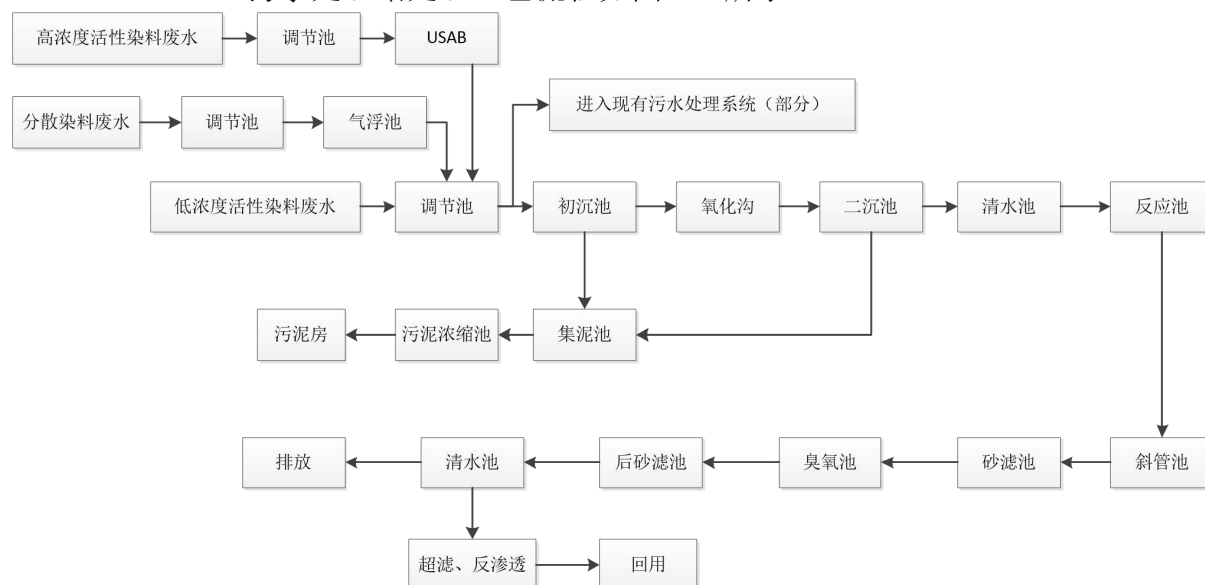 高浓度活性染料废水
调节池
USAB
分散染料废水
调节池
气浮池
进入现有污水处理系统（部分）
低浓度活性染料废水
调节池
初沉池
氧化沟
二沉池
清水池
反应池
污泥房
污泥浓缩池
集泥池
排放
清水池
后砂滤池
臭氧池
砂滤池
斜管池
超滤、反渗透
回用